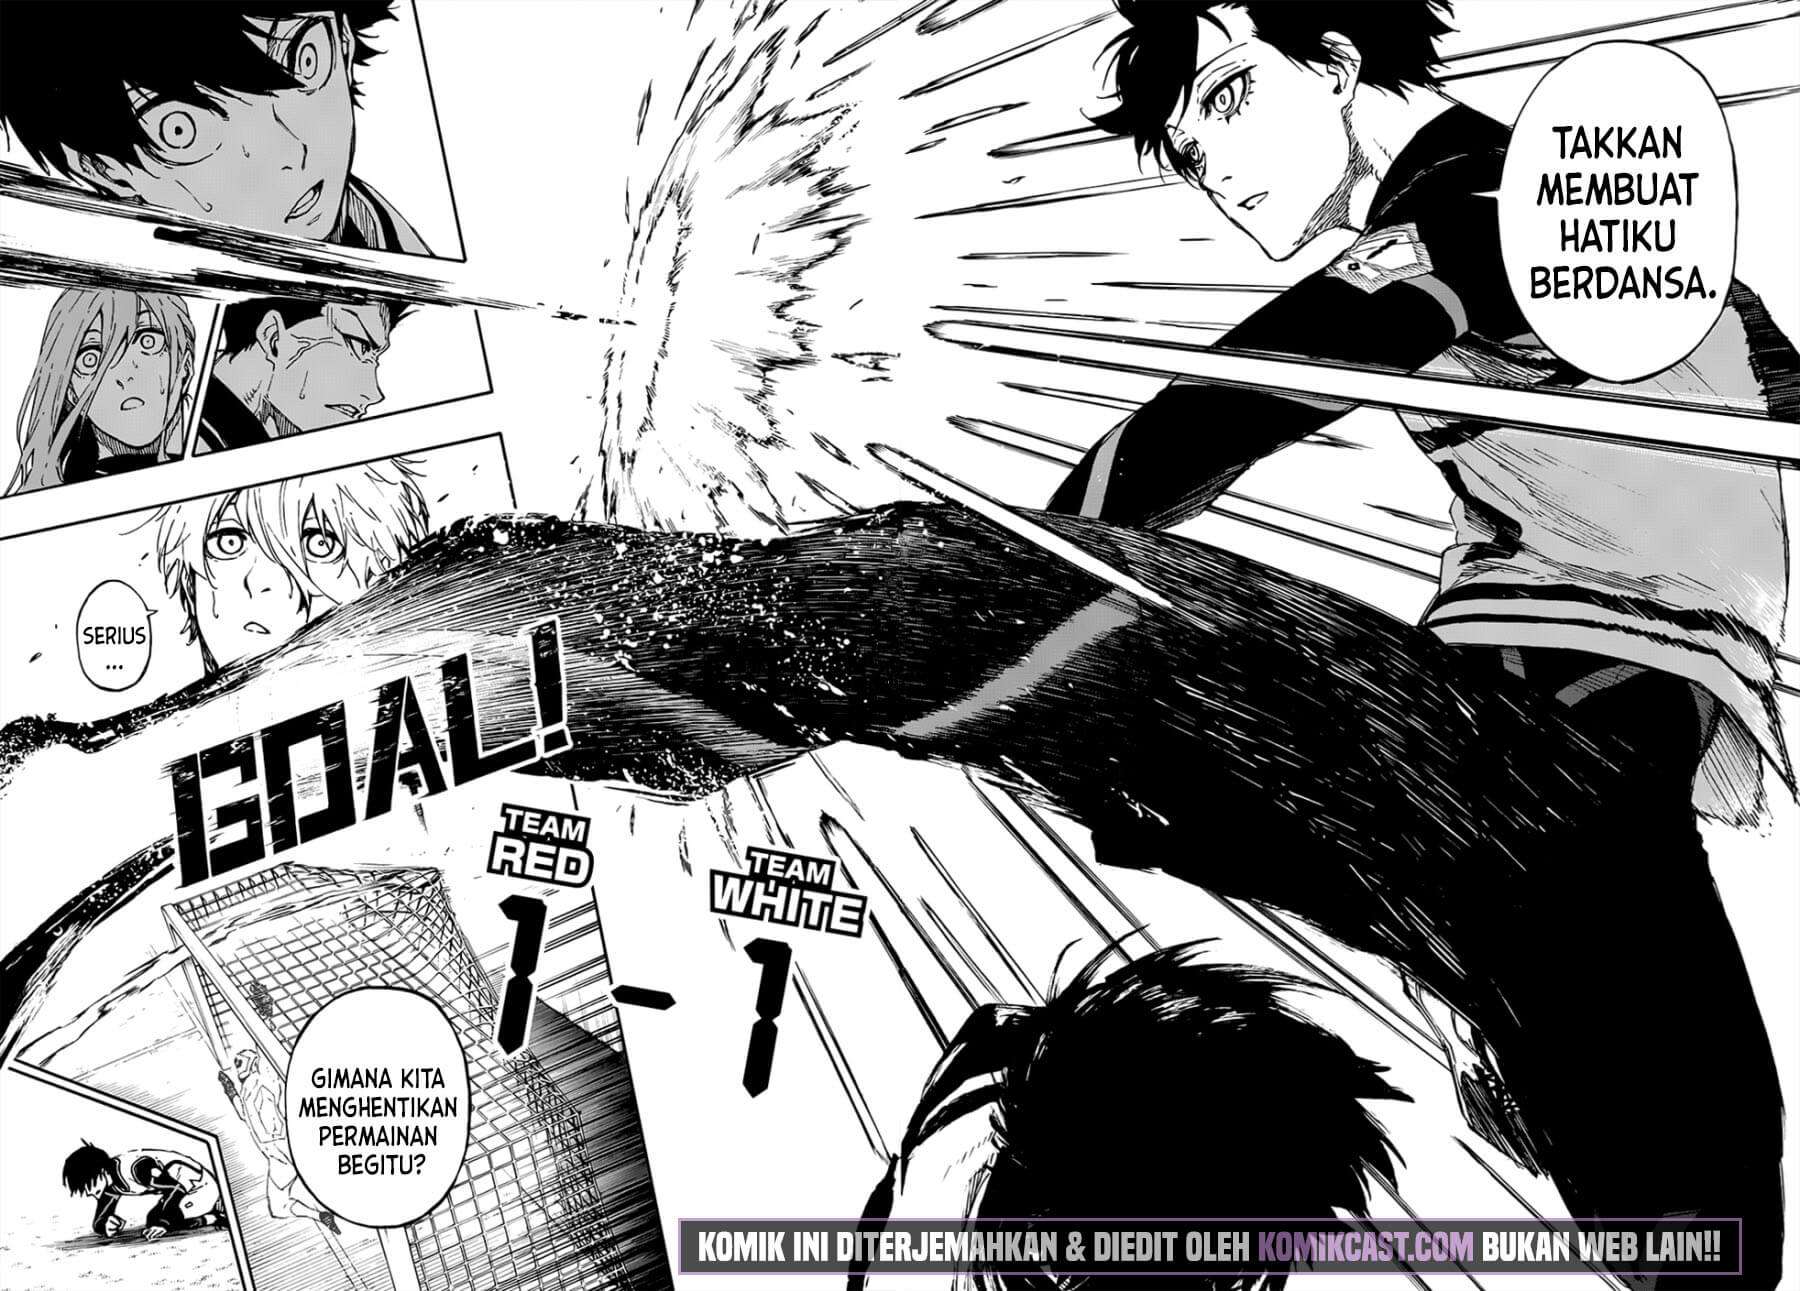 TAKKAN
MEMBUAT
HATIKU
BERDANSA.
SERIUS
...
GOAL!
TEAM
RED
TEAM
WHITE
1 - 1
GIMANA KITA
MENGHENTIKAN
PERMAINAN
BEGITU?
KOMIK INI DITERJEMAHKAN & DIEDIT OLEH KOMIKCAST.COM BUKAN WEB LAIN!!